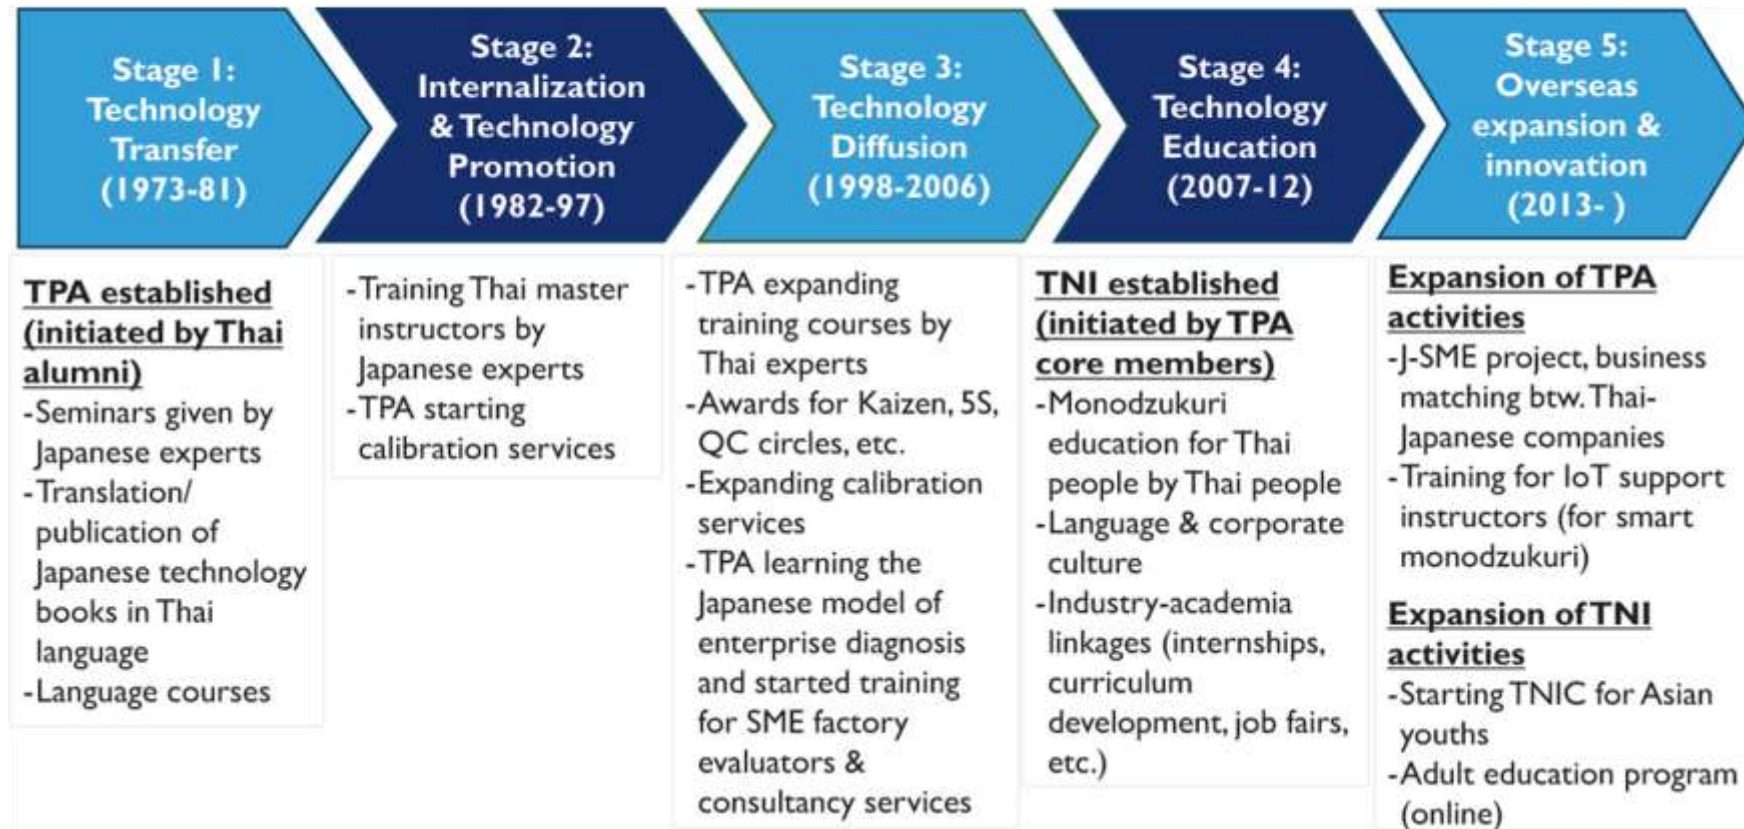 Stage 1:
Technology
Transfer
(1973-81)
Stage 2:
Internalization
& Technology
Promotion
(1982-97)
Stage 3:
Technology
Diffusion
(1998-2006)
Stage 4:
Technology
Education
(2007-12)
Stage 5:
Overseas
expansion &
innovation
(2013- )
TPA established
(initiated by Thai
alumni)
-Seminars given by
Japanese experts
-Translation/
publication of
Japanese technology
books in Thai
language
-Language courses
-Training Thai master
instructors by
Japanese experts
-TPA starting
calibration services
-TPA expanding
training courses by
Thai experts
-Awards for Kaizen, 5S,
QC circles, etc.
-Expanding calibration
services
-TPA learning the
Japanese model of
enterprise diagnosis
and started training
for SME factory
evaluators &
consultancy services
TNI established
(initiated by TPA
core members)
-Monodzukuri
education for Thai
people by Thai people
-Language & corporate
culture
-Industry-academia
linkages (internships,
curriculum
development, job fairs,
etc.)
Expansion of TPA
activities
-J-SME project, business
matching btw. Thai-
Japanese companies
-Training for IoT support
instructors (for smart
monodzukuri)
Expansion of TNI
activities
-Starting TNIC for Asian
youths
-Adult education program
(online)